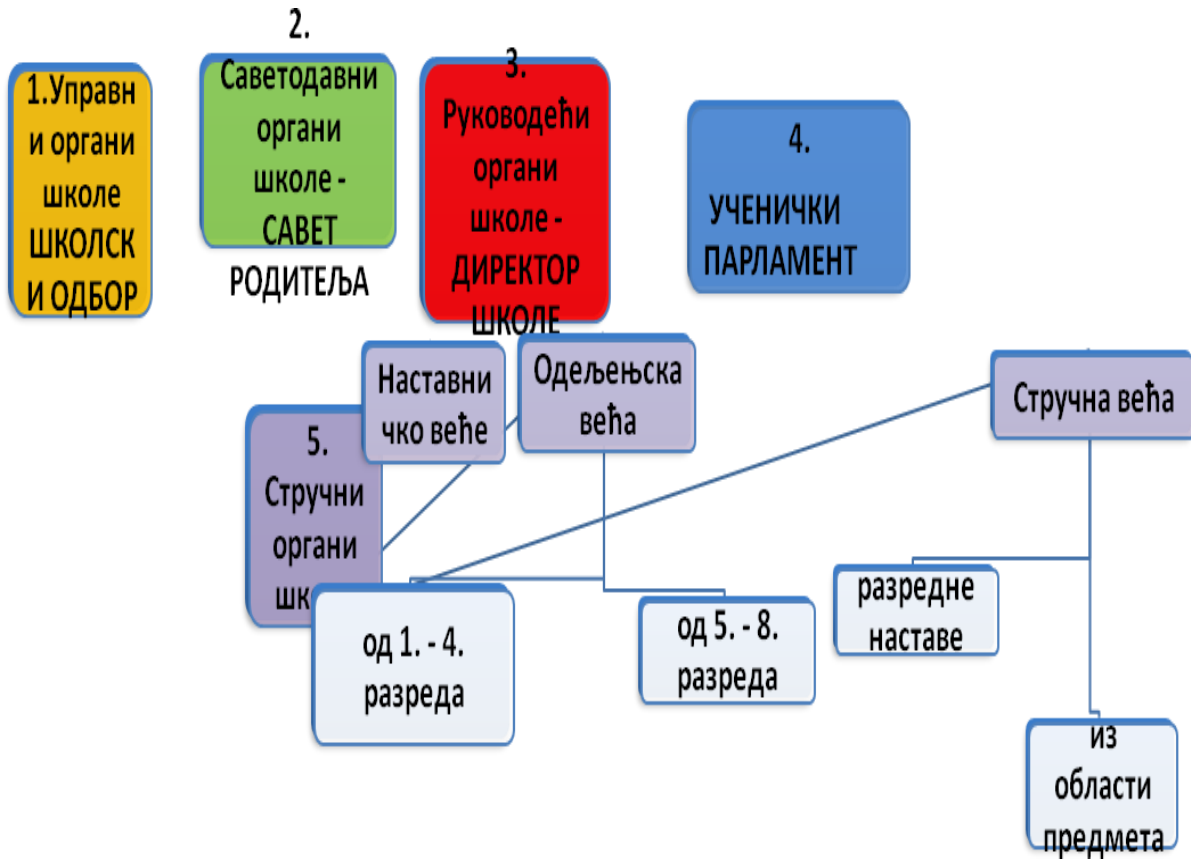 1.Управн
и органи
школе
ШКОЛСК
И ОДБОР
2.
Саветодавни
органи
школе -
САВЕТ
РОДИТЕЉА
3.
Руководећи
органи
школе -
ДИРЕКТОР
ШКОЛЕ
4.
УЧЕНИЧКИ
ПАРЛАМЕНТ
5.
Стручни
органи
Настaвни
чко веће
Одељењска
већа
Стручна већа
од 1. - 4.
разреда
од 5. - 8.
разреда
разредне
наставе
из
области
предмета